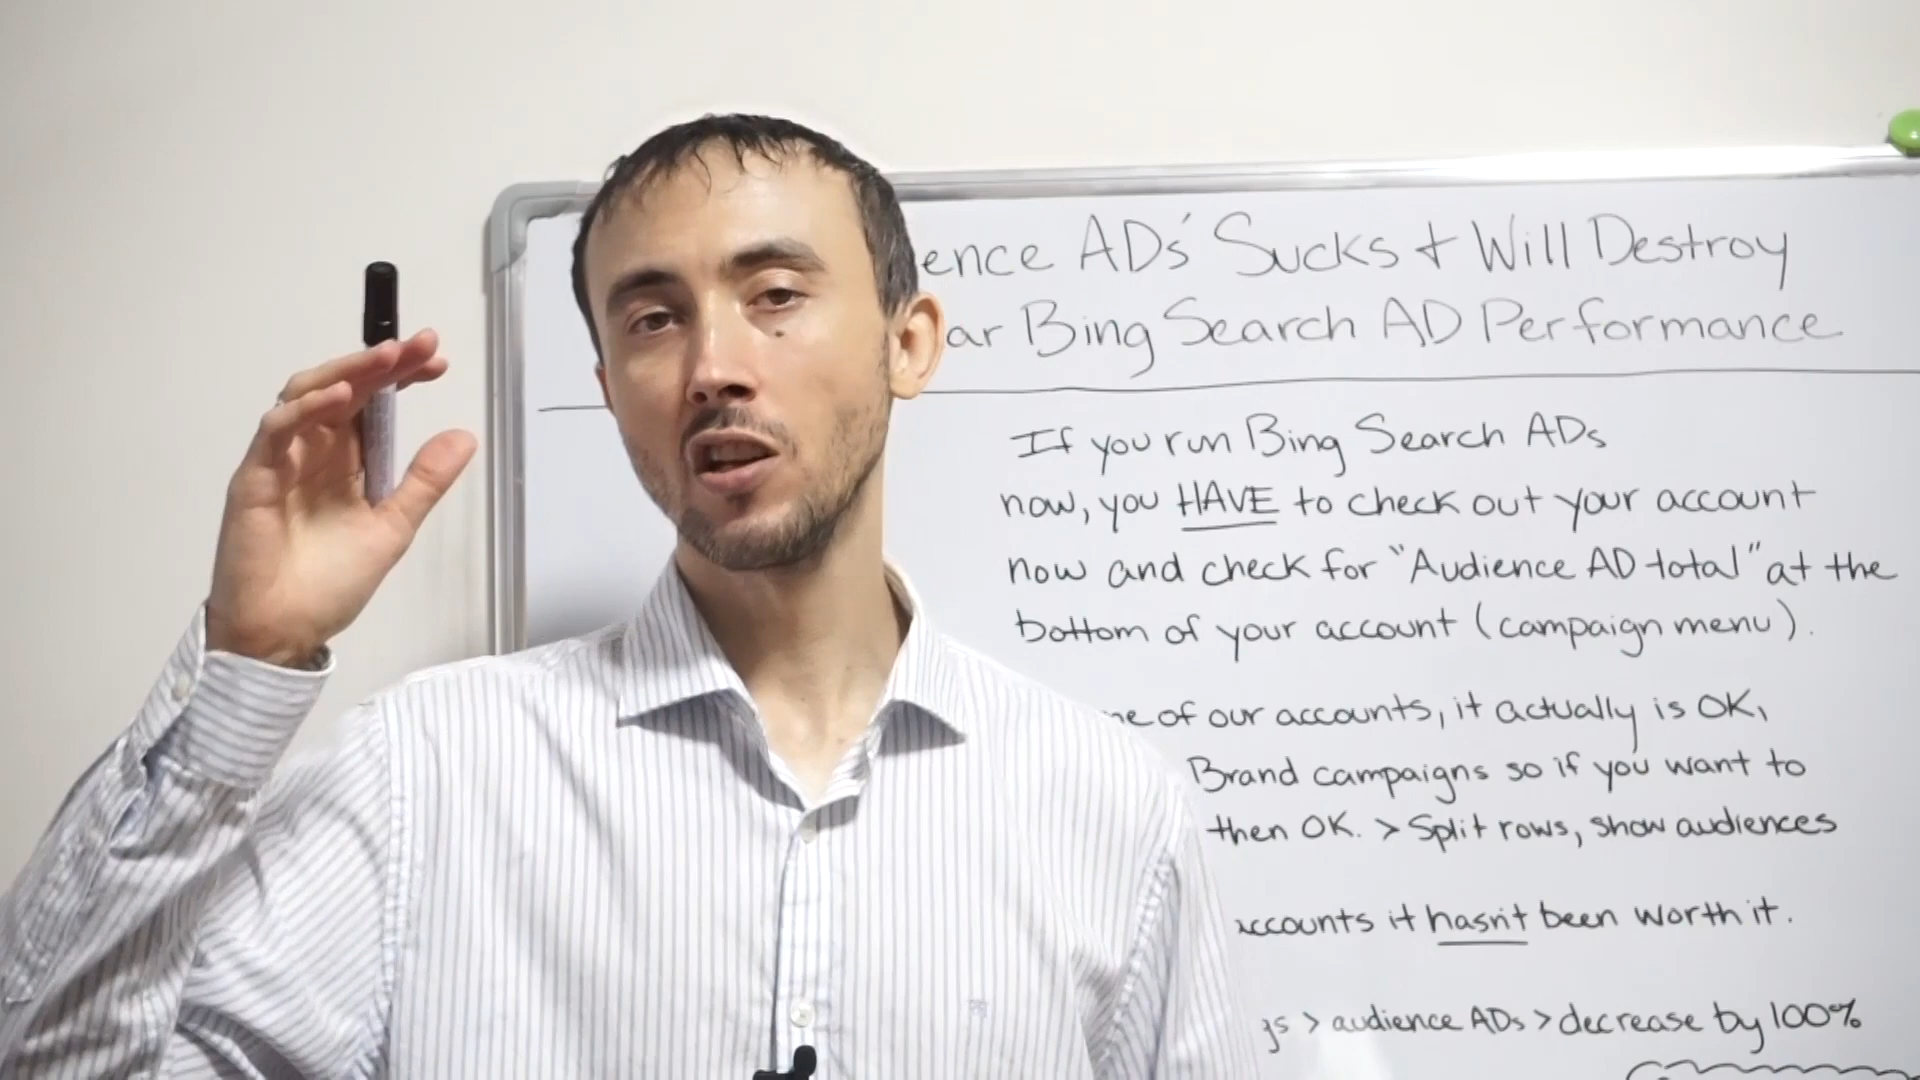 ence ADs' Sucks + Will Destroy
ar Bing Search AD Performance
If you run Bing Search ADs
now, you HAVE to check out your account
now and check for "Audience AD total" at the
bottom of your account (campaign menu).
of our accounts, it actually is OK,
Brand campaigns so if you want to
then OK. > Split rows, show audiences
accounts it hasn't been worth it.
> audience ADs > decrease by 100%